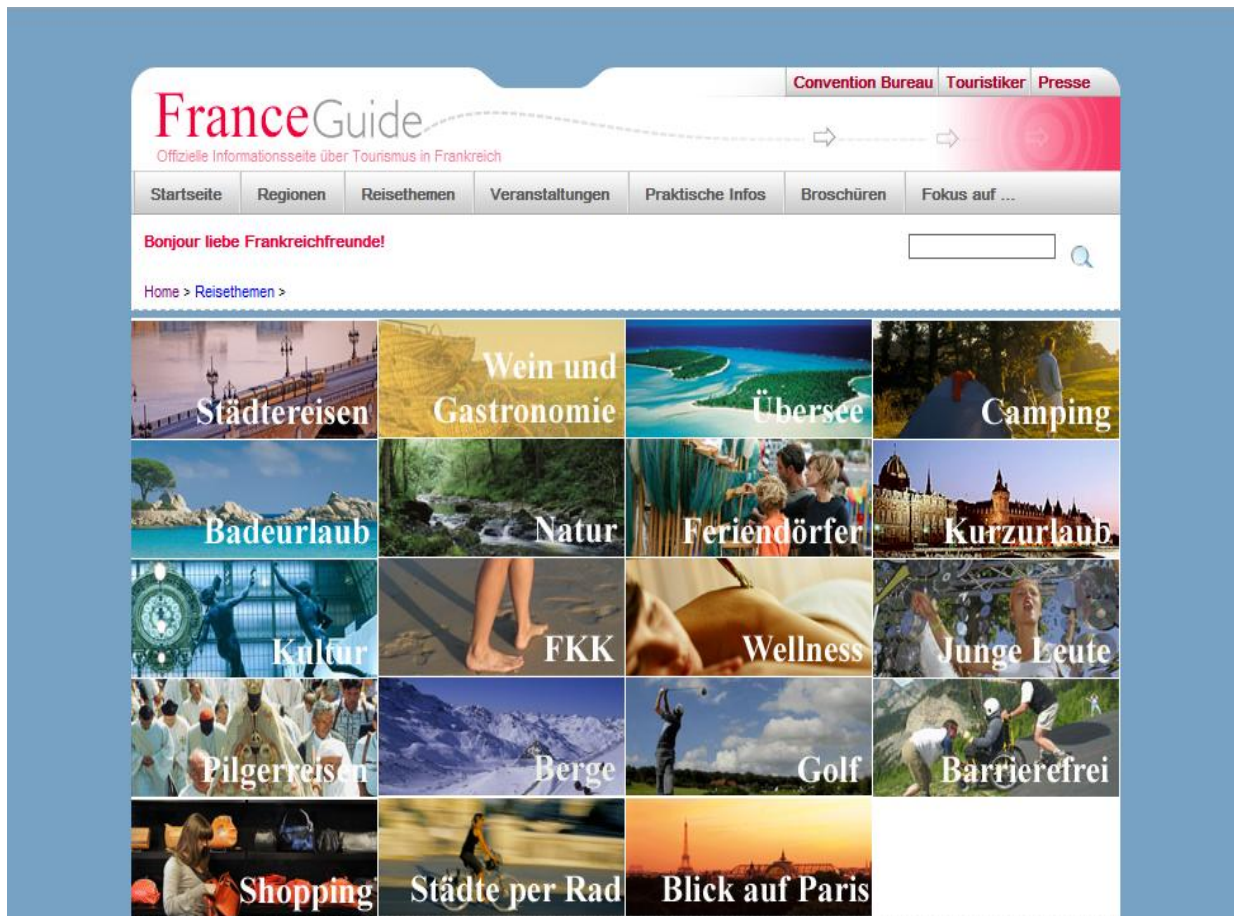 Convention Bureau Touristiker Presse
FranceGuide
Offizielle Informationsseite über Tourismus in Frankreich
Startseite Regionen Reisethemen Veranstaltungen Praktische Infos Broschüren Fokus auf ...
Bonjour liebe Frankreichfreunde!
Home > Reisethemen >
Städtereisen
Wein und
Gastronomie
Übersee
Camping
Badeurlaub
Natur
Feriendörfer
Kurzurlaub
Kultur
FKK
Wellness
Junge Leute
Pilgerreisen
Berge
Golf
Barrierefrei
Shopping
Städte per Rad
Blick auf Paris